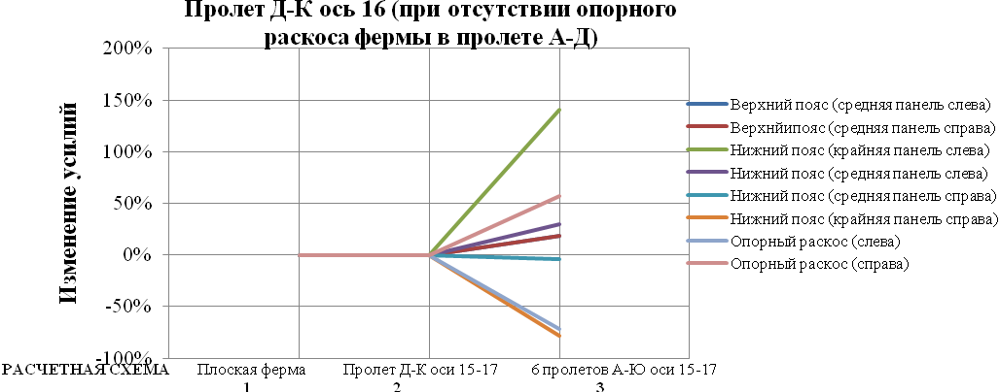 Пролет Д-К ось 16 (при отсутствии опорного
раскоса фермы в пролете А-Д)
Изменение усилий
200%
150%
100%
50%
0%
-50%
-100%
Верхний пояс (средняя панель слева)
Верхнйипояс (средняя панель справа)
Нижний пояс (крайняя панель слева)
Нижний пояс (средняя панель слева)
Нижний пояс (средняя панель справа)
Нижний пояс (крайняя панель справа)
Опорный раскос (слева)
Опорный раскос (справа)
РАСЧЕТНАЯ СХЕМА Плоская ферма Пролет Д-К оси 15-17 6 пролетов А-Ю оси 15-17
1 2 3